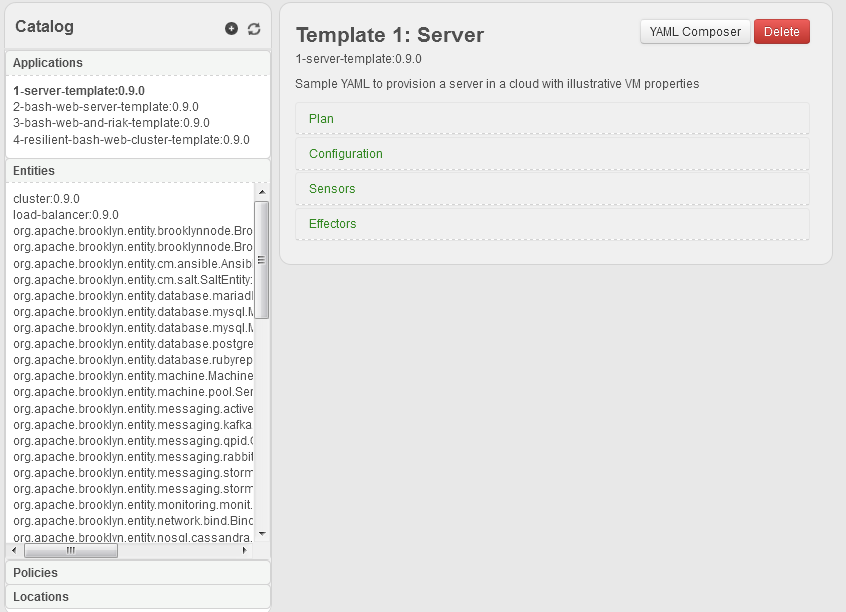 Catalog
Applications
1-server-template:0.9.0
2-bash-web-server-template:0.9.0
3-bash-web-and-riak-template:0.9.0
4-resilient-bash-web-cluster-template:0.9.0
Entities
cluster:0.9.0
load-balancer:0.9.0
org.apache.brooklyn.entity.brooklynnode.Bro
org.apache.brooklyn.entity.brooklynnode.Bro
org.apache.brooklyn.entity.cm.ansible.Ansib
org.apache.brooklyn.entity.cm.salt.SaltEntity:
org.apache.brooklyn.entity.database.mariadl
org.apache.brooklyn.entity.database.mysql.M
org.apache.brooklyn.entity.database.mysql.M
org.apache.brooklyn.entity.database.postgre
org.apache.brooklyn.entity.database.rubyrep
org.apache.brooklyn.entity.machine.Machine
org.apache.brooklyn.entity.machine.pool.Ser
org.apache.brooklyn.entity.messaging.active
org.apache.brooklyn.entity.messaging.kafka
org.apache.brooklyn.entity.messaging.qpid.Q
org.apache.brooklyn.entity.messaging.rabbit
org.apache.brooklyn.entity.messaging.storm
org.apache.brooklyn.entity.messaging.storm
org.apache.brooklyn.entity.monitoring.monit.
org.apache.brooklyn.entity.network.bind.Bind
org.apache.brooklyn.entity.nosql.cassandra.
Policies
Locations
Template 1: Server
YAML Composer
Delete
1-server-template:0.9.0
Sample YAML to provision a server in a cloud with illustrative VM properties
Plan
Configuration
Sensors
Effectors